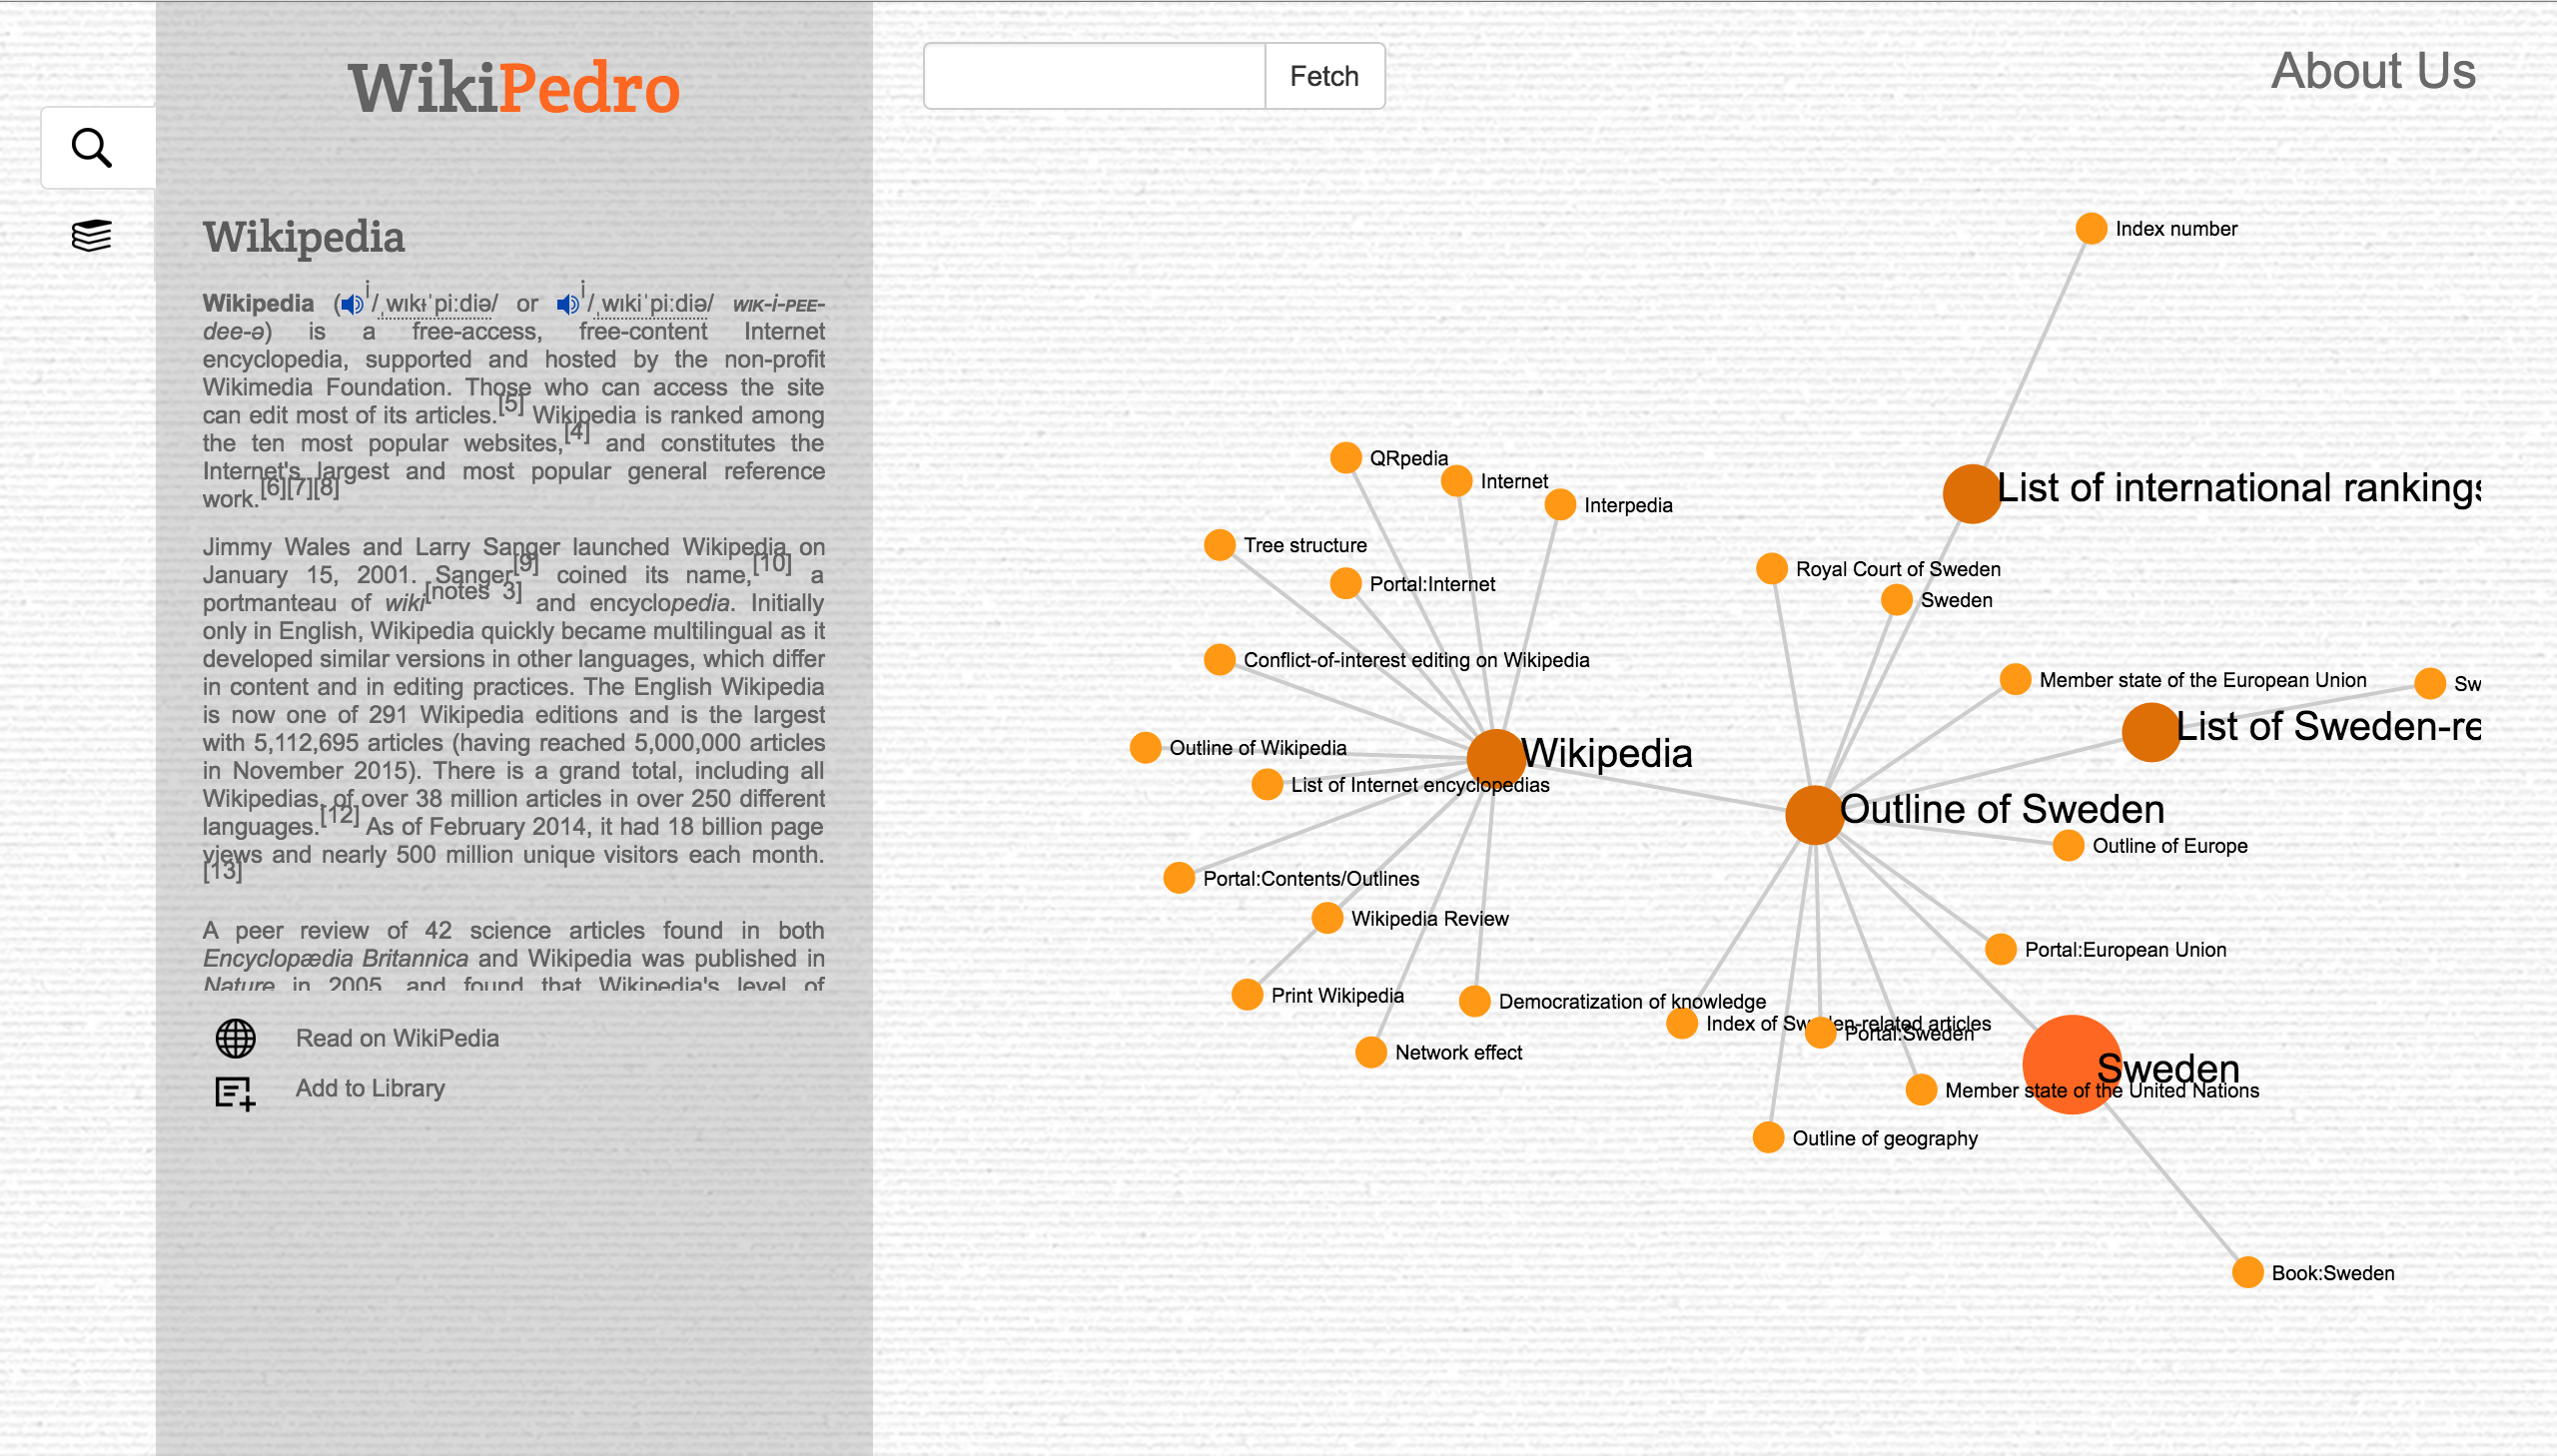 WikiPedro
Fetch
About Us
Wikipedia
Wikipedia (i/ˌwɪkɨˈpiːdiə/ or i/ˌwɪkiˈpiːdiə/ WIK-i-PEE-
dee-ə) is a free-access, free-content Internet
encyclopedia, supported and hosted by the non-profit
Wikimedia Foundation. Those who can access the site
can edit most of its articles.[5] Wikipedia is ranked among
the ten most popular websites,[4] and constitutes the
Internet's largest and most popular general reference
work.[6][7][8]
Jimmy Wales and Larry Sanger launched Wikipedia on
January 15, 2001. Sanger[9] coined its name,[10] a
portmanteau of wiki[notes 3] and encyclopedia. Initially
only in English, Wikipedia quickly became multilingual as it
developed similar versions in other languages, which differ
in content and in editing practices. The English Wikipedia
is now one of 291 Wikipedia editions and is the largest
with 5,112,695 articles (having reached 5,000,000 articles
in November 2015). There is a grand total, including all
Wikipedias, of over 38 million articles in over 250 different
languages.[12] As of February 2014, it had 18 billion page
views and nearly 500 million unique visitors each month.
[13]
A peer review of 42 science articles found in both
Encyclopædia Britannica and Wikipedia was published in
Nature in 2005, and found that Wikipedia's level of
Read on WikiPedia
Add to Library
Index number
QRpedia
Internet
List of international rankings
Interpedia
Tree structure
Royal Court of Sweden
Portal:Internet
Sweden
Conflict-of-interest editing on Wikipedia
Member state of the European Union
Sw
List of Sweden-re
Outline of Wikipedia
Wikipedia
List of Internet encyclopedias
Outline of Sweden
Outline of Europe
Portal:Contents/Outlines
Wikipedia Review
Portal:European Union
Print Wikipedia
Democratization of knowledge
Index of Sweden-related articles
Portal:Sweden
Network effect
Sweden
Member state of the United Nations
Outline of geography
Book:Sweden